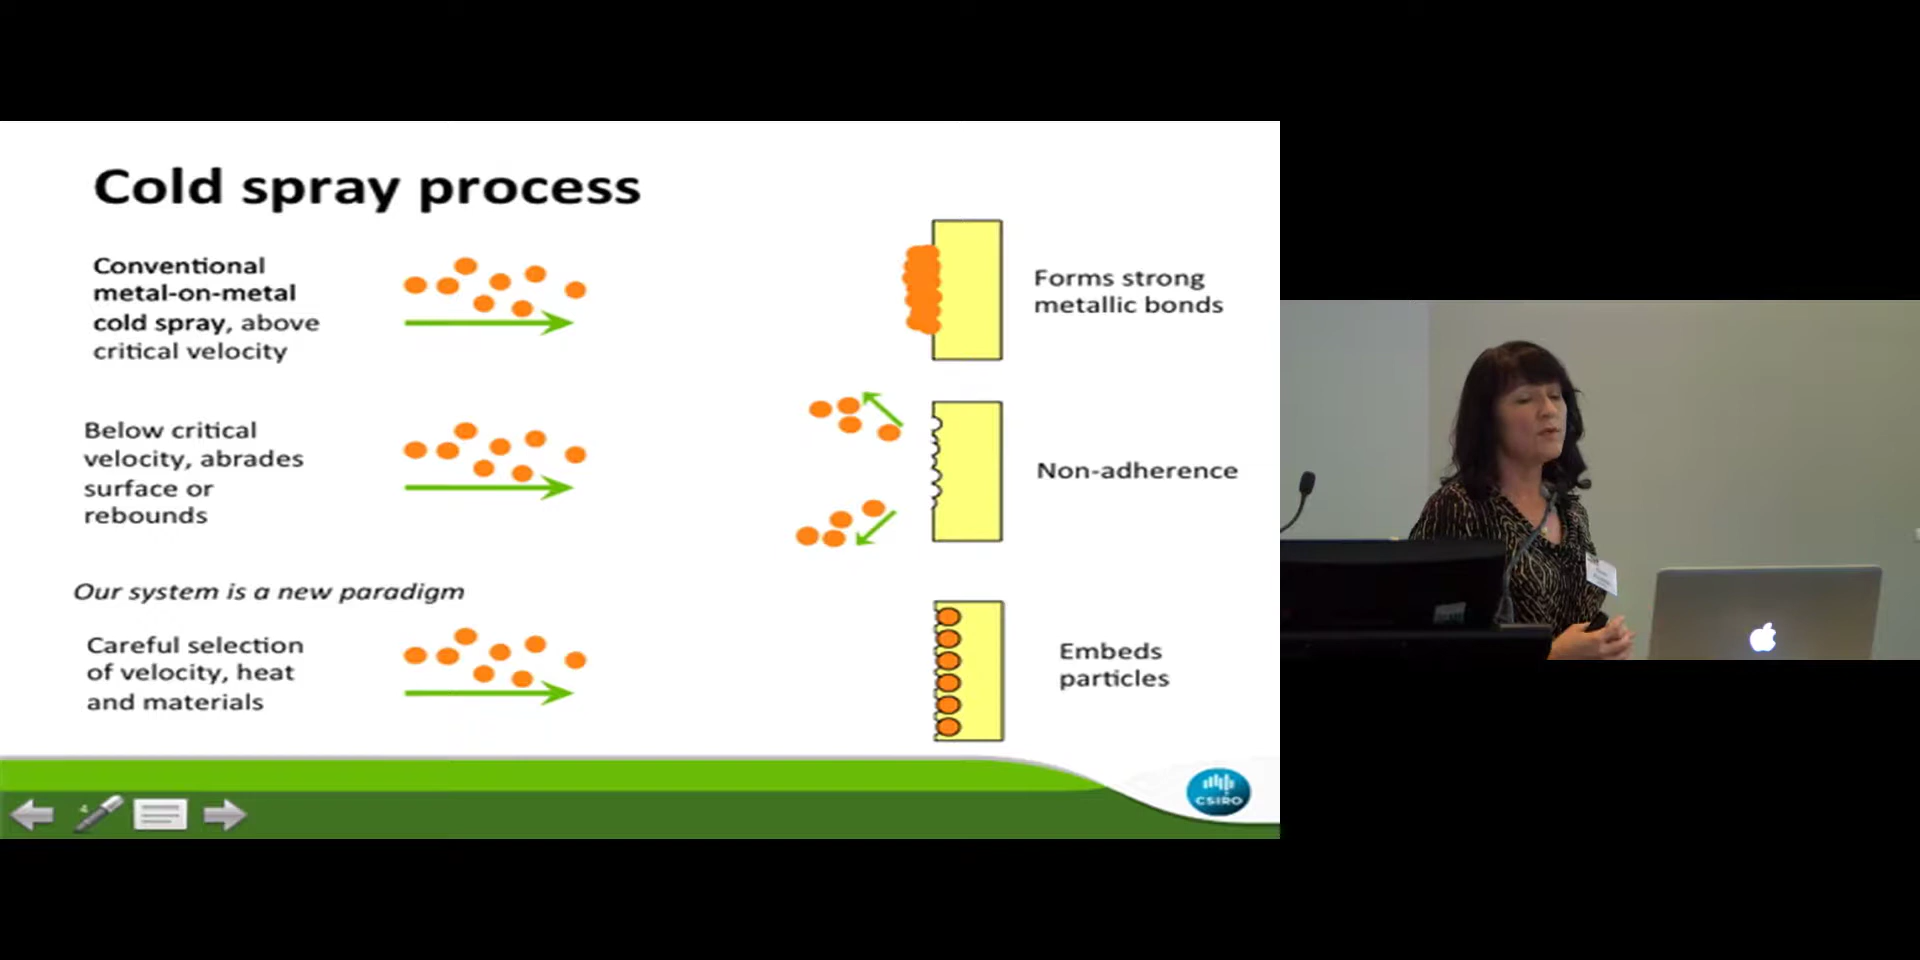 Cold spray process
Conventional
metal-on-metal
cold spray, above
critical velocity
Forms strong
metallic bonds
Below critical
velocity, abrades
surface or
rebounds
Non-adherence
Our system is a new paradigm
Careful selection
of velocity, heat
and materials
Embeds
particles
4
CSIRO